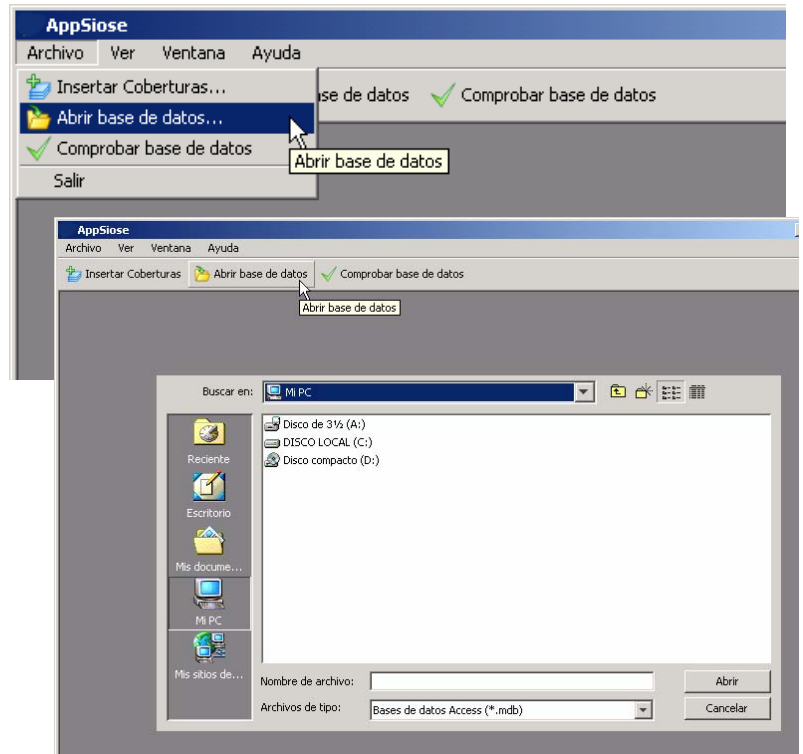 AppSiose
Archivo Ver Ventana Ayuda
Insertar Coberturas...
ase de datos Comprobar base de datos
Abrir base de datos...
Comprobar base de datos
Abrir base de datos
Salir
AppSiose
Archivo Ver Ventana Ayuda
Insertar Coberturas Abrir base de datos Comprobar base de datos
Abrir base de datos
Buscar en: Mi PC
Disco de 3½ (A:)
DISCO LOCAL (C:)
Disco compacto (D:)
Reciente
Escritorio
Mis docume...
Mi PC
Mis sitios de...
Nombre de archivo: Abrir
Archivos de tipo: Bases de datos Access (*.mdb) Cancelar